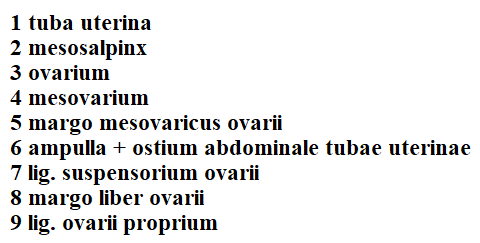 1 tuba uterina
2 mesosalpinx
3 ovarium
4 mesovarium
5 margo mesovaricus ovarii
6 ampulla + ostium abdominale tubae uterinae
7 lig. suspensorium ovarii
8 margo liber ovarii
9 lig. ovarii proprium